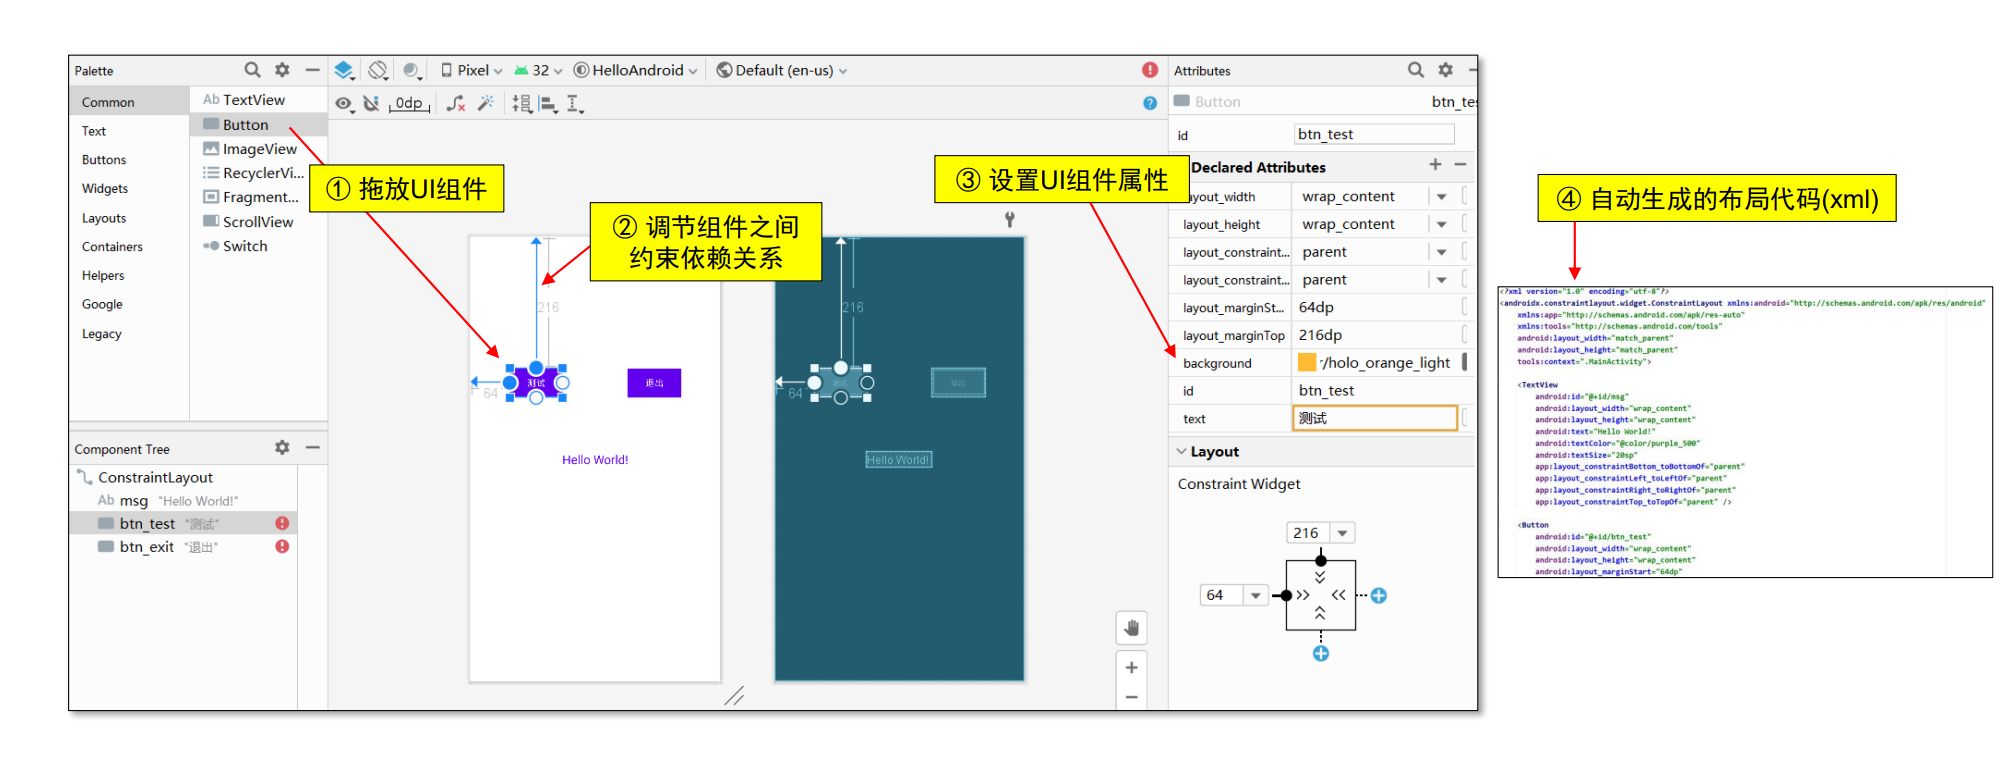 Palette
Common
Text
Buttons
Widgets
Layouts
Containers
Helpers
Google
Legacy
Ab TextView
Button
ImageView
RecyclerVi...
Fragment...
ScrollView
Switch
Component Tree
ConstraintLayout
Ab msg "Hello World!"
btn_test "测试"
btn_exit "退出"
Pixel
32
HelloAndroid
Default (en-us)
0dp
① 拖放UI组件
② 调节组件之间
约束依赖关系
216
64
测试
退出
Hello World!
216
64
测试
退出
Hello World!
③ 设置UI组件属性
Attributes
Button
btn_tes
id
btn_test
Declared Attributes
layout_width wrap_content
layout_height wrap_content
layout_constraint... parent
layout_constraint... parent
layout_marginSt... 64dp
layout_marginTop 216dp
background r/holo_orange_light
id btn_test
text 测试
Layout
Constraint Widget
216
64
④ 自动生成的布局代码(xml)
<?xml version="1.0" encoding="utf-8"?>
<androidx.constraintlayout.widget.ConstraintLayout xmlns:android="http://schemas.android.com/apk/res/android"
xmlns:app="http://schemas.android.com/apk/res-auto"
xmlns:tools="http://schemas.android.com/tools"
android:layout_width="match_parent"
android:layout_height="match_parent"
tools:context=".MainActivity">
<TextView
android:id="@+id/msg"
android:layout_width="wrap_content"
android:layout_height="wrap_content"
android:text="Hello World!"
android:textColor="@color/purple_500"
android:textSize="20sp"
app:layout_constraintBottom_toBottomOf="parent"
app:layout_constraintLeft_toLeftOf="parent"
app:layout_constraintRight_toRightOf="parent"
app:layout_constraintTop_toTopOf="parent" />
<Button
android:id="@+id/btn_test"
android:layout_width="wrap_content"
android:layout_height="wrap_content"
android:layout_marginStart="64dp"